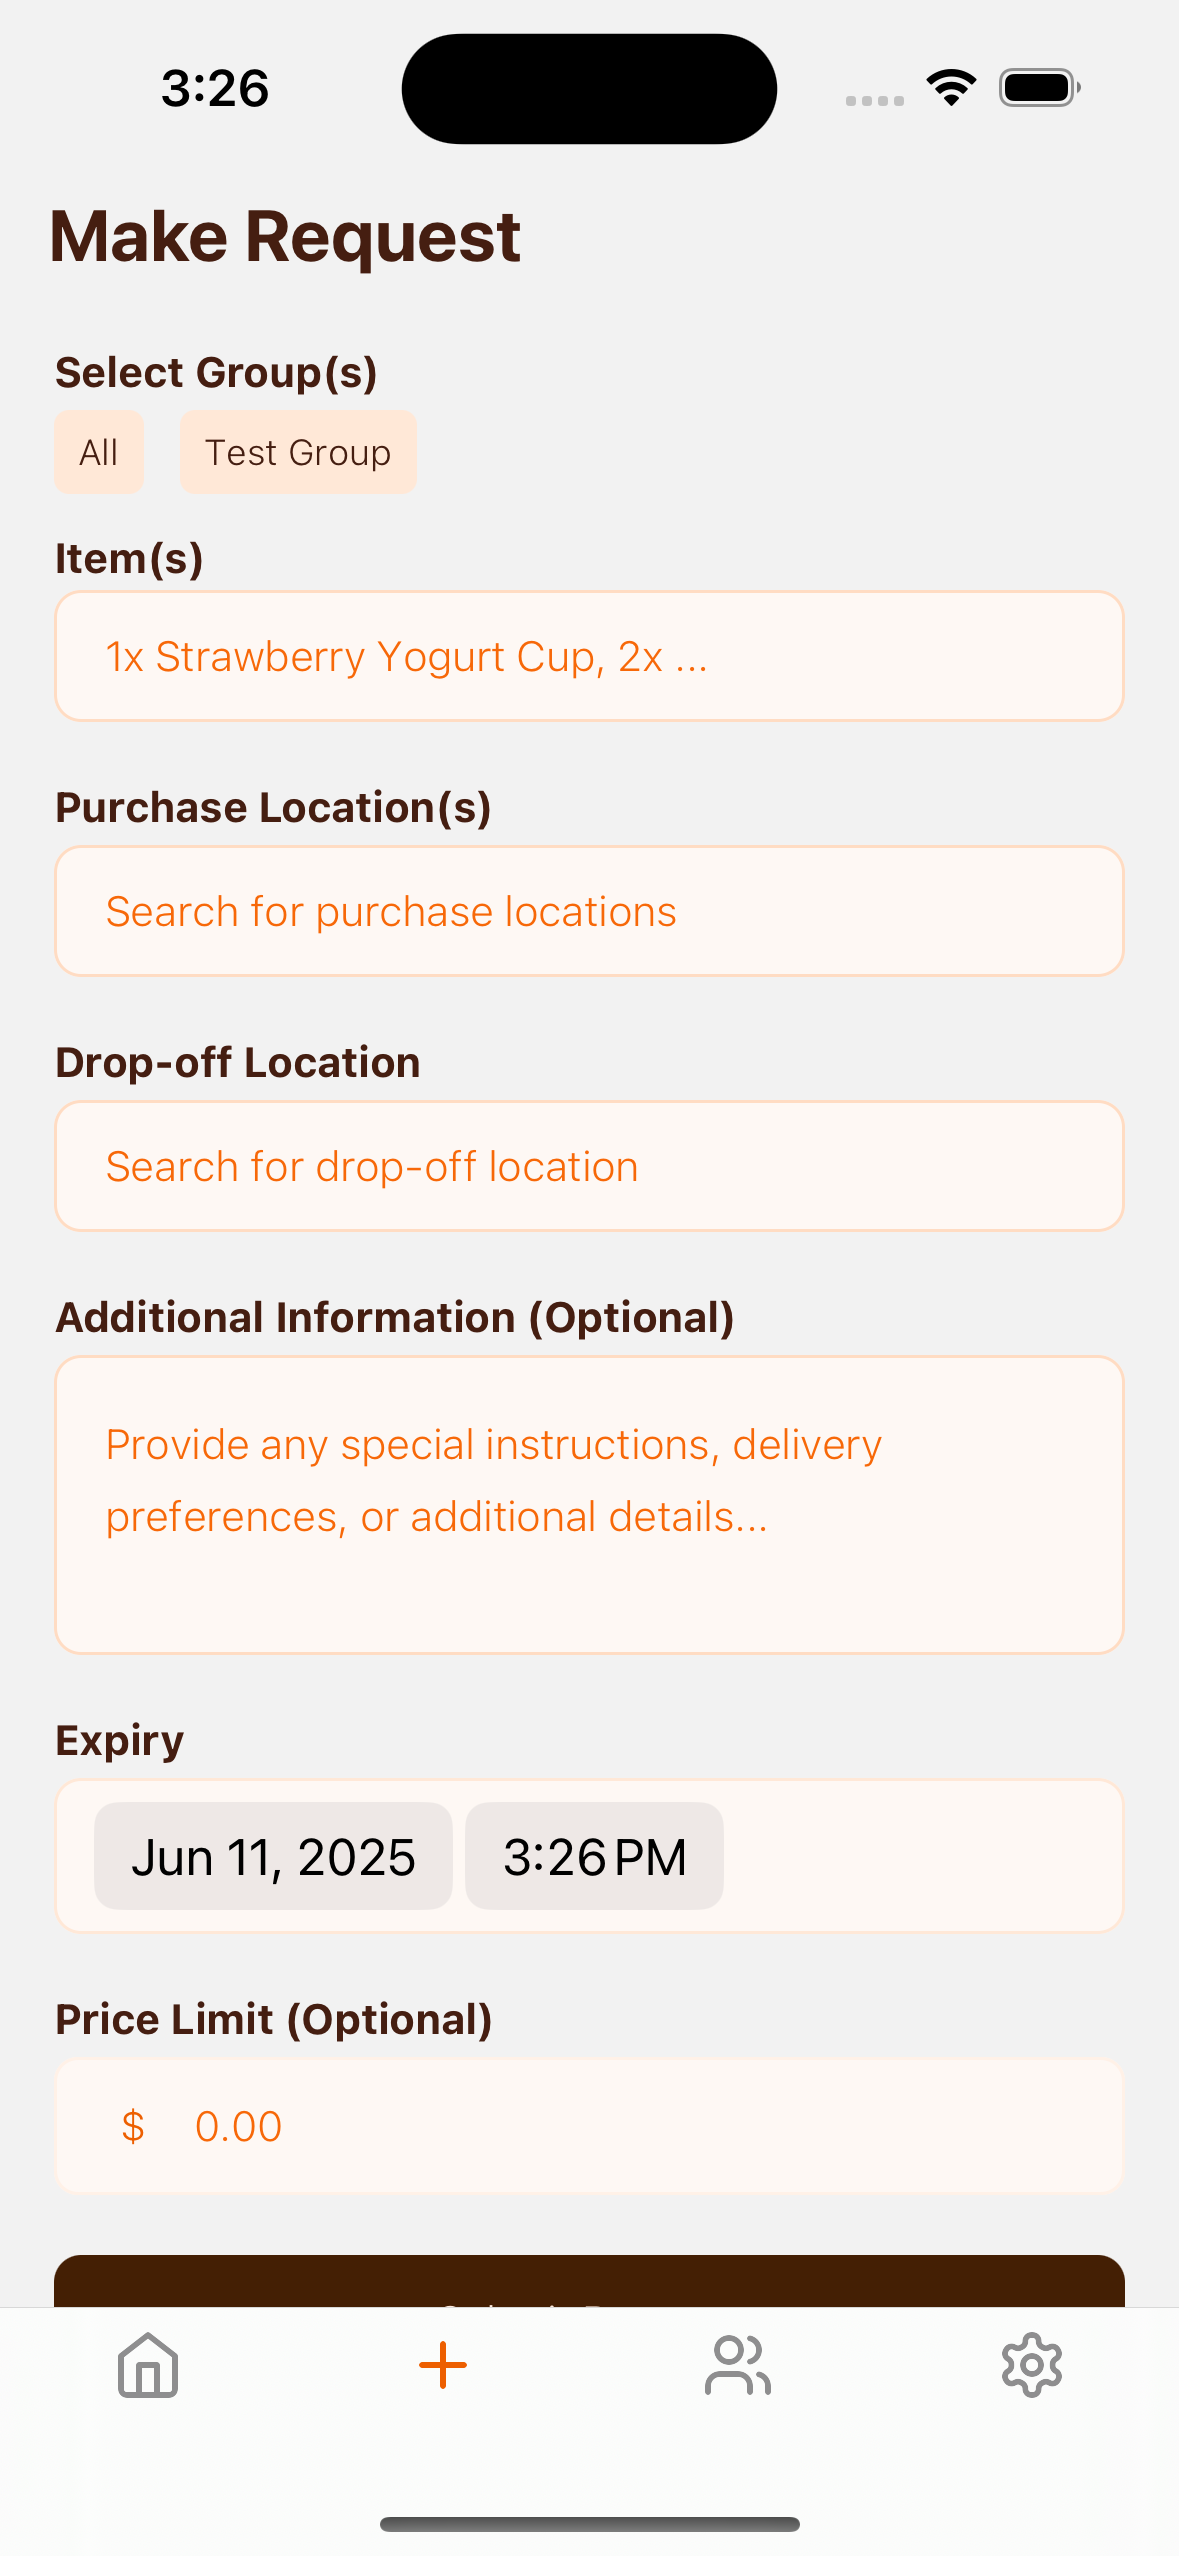 3:26
Make Request
Select Group(s)
All
Test Group
Item(s)
1x Strawberry Yogurt Cup, 2x ...
Purchase Location(s)
Search for purchase locations
Drop-off Location
Search for drop-off location
Additional Information (Optional)
Provide any special instructions, delivery
preferences, or additional details...
Expiry
Jun 11, 2025
3:26 PM
Price Limit (Optional)
$ 0.00